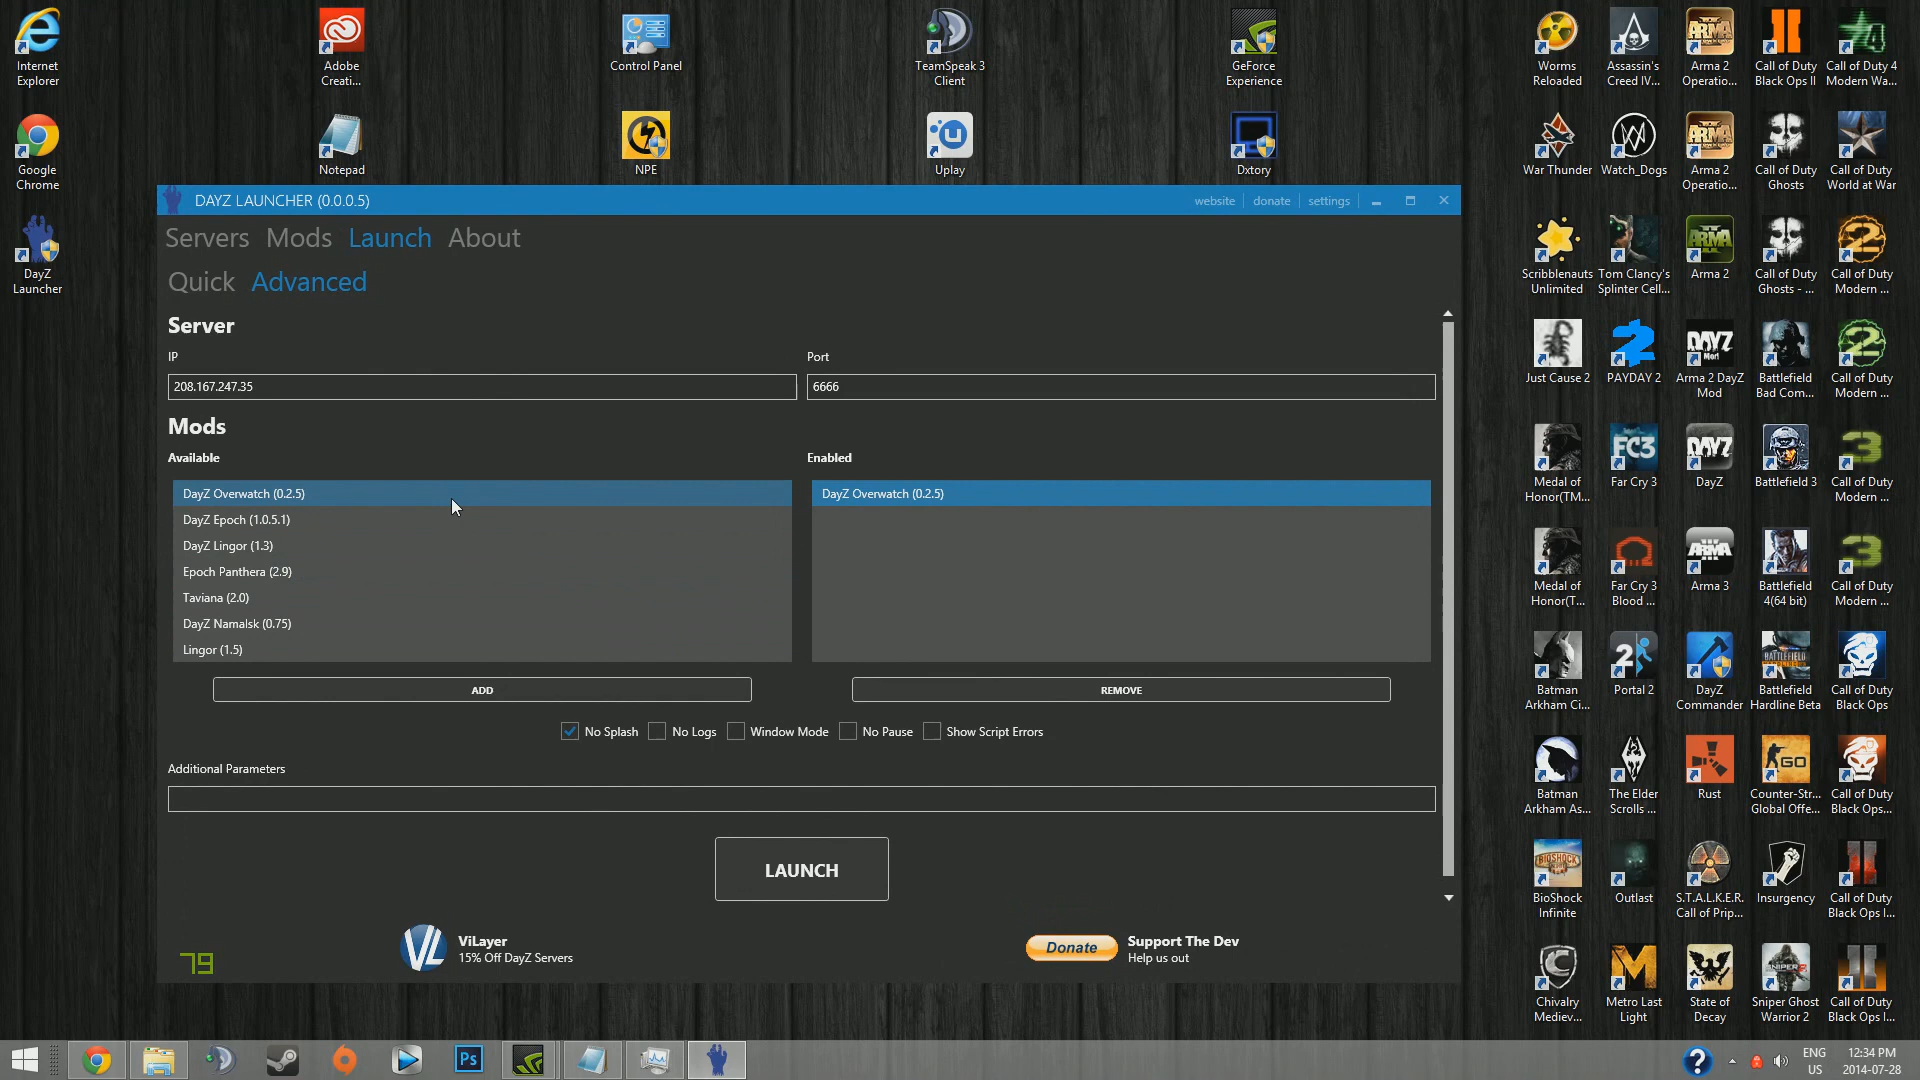 Internet
Explorer
Adobe
Creati...
Control Panel
TeamSpeak 3
Client
GeForce
Experience
Worms
Reloaded
Assassin's
Creed IV...
Arma 2
Operatio...
Call of Duty
Black Ops II
Call of Duty 4
Modern Wa...
Google
Chrome
Notepad
NPE
Uplay
Dxtory
War Thunder
Watch_Dogs
Arma 2
Operatio...
Call of Duty
Ghosts
Call of Duty
World at War
DayZ
Launcher
DAYZ LAUNCHER (0.0.0.5)
website
donate
settings
Servers Mods Launch About
Quick Advanced
Server
IP
Port
208.167.247.35
6666
Mods
Available
Enabled
DayZ Overwatch (0.2.5)
DayZ Epoch (1.0.5.1)
DayZ Lingor (1.3)
Epoch Panthera (2.9)
Taviana (2.0)
DayZ Namalsk (0.75)
Lingor (1.5)
DayZ Overwatch (0.2.5)
ADD
REMOVE
No Splash
No Logs
Window Mode
No Pause
Show Script Errors
Additional Parameters
LAUNCH
79
VL
ViLayer
15% Off DayZ Servers
Donate
Support The Dev
Help us out
Scribblenauts
Unlimited
Tom Clancy's
Splinter Cell...
ARMA
Arma 2
Call of Duty
Ghosts - ...
Call of Duty
Modern ...
Just Cause 2
PAYDAY 2
DAYZ
Mod
Arma 2 DayZ
Mod
Battlefield
Bad Com...
Call of Duty
Modern ...
Medal of
Honor(TM...
FC3
Far Cry 3
DAYZ
DayZ
Battlefield 3
Call of Duty
Modern ...
Medal of
Honor(T...
Far Cry 3
Blood ...
ARMA
Arma 3
Battlefield
4(64 bit)
Call of Duty
Modern ...
Batman
Arkham Ci...
Portal 2
DayZ
Commander
Battlefield
Hardline Beta
Call of Duty
Black Ops
Batman
Arkham As...
The Elder
Scrolls ...
Rust
GO
Counter-Str...
Global Offe...
Call of Duty
Black Ops...
BIOSHOCK
BioShock
Infinite
Outlast
S.T.A.L.K.E.R.
Call of Prip...
Insurgency
Call of Duty
Black Ops I...
Chivalry
Mediev...
Metro Last
Light
State of
Decay
Sniper Ghost
Warrior 2
Call of Duty
Black Ops I...
Ps
ENG
US
12:34 PM
2014-07-28